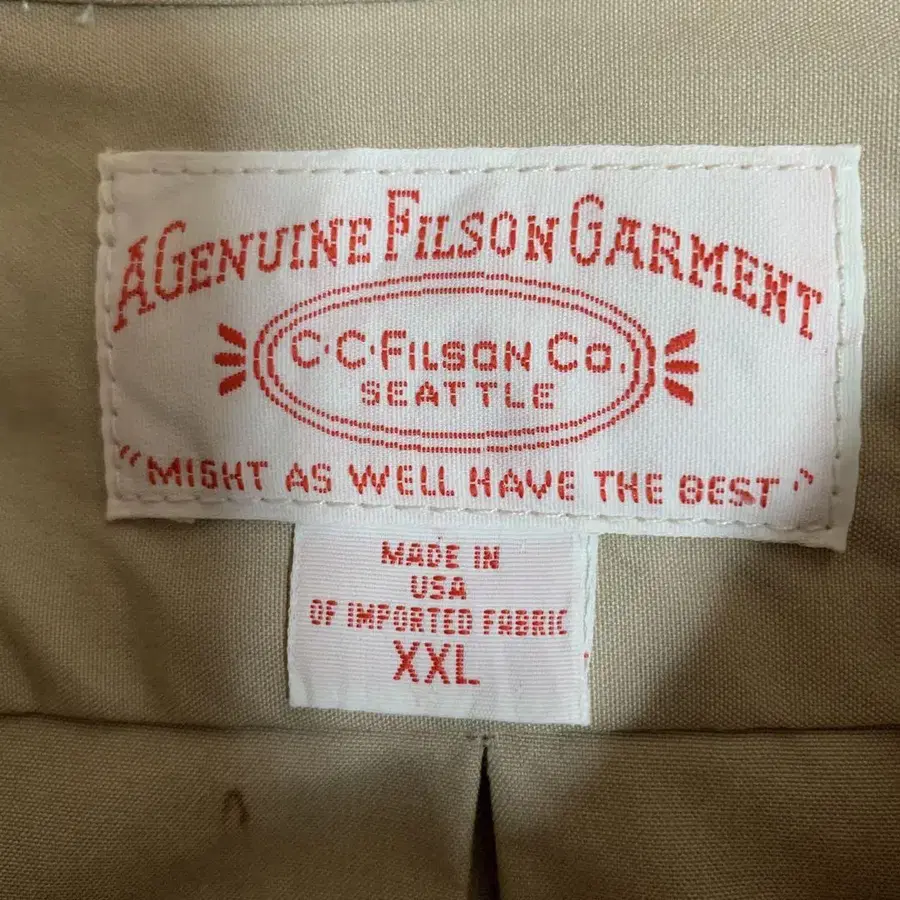 A GENUINE FILSON GARMENT
C·C·FILSON CO.
SEATTLE
"MIGHT AS WELL HAVE THE BEST"
MADE IN
USA
OF IMPORTED FABRIC
XXL